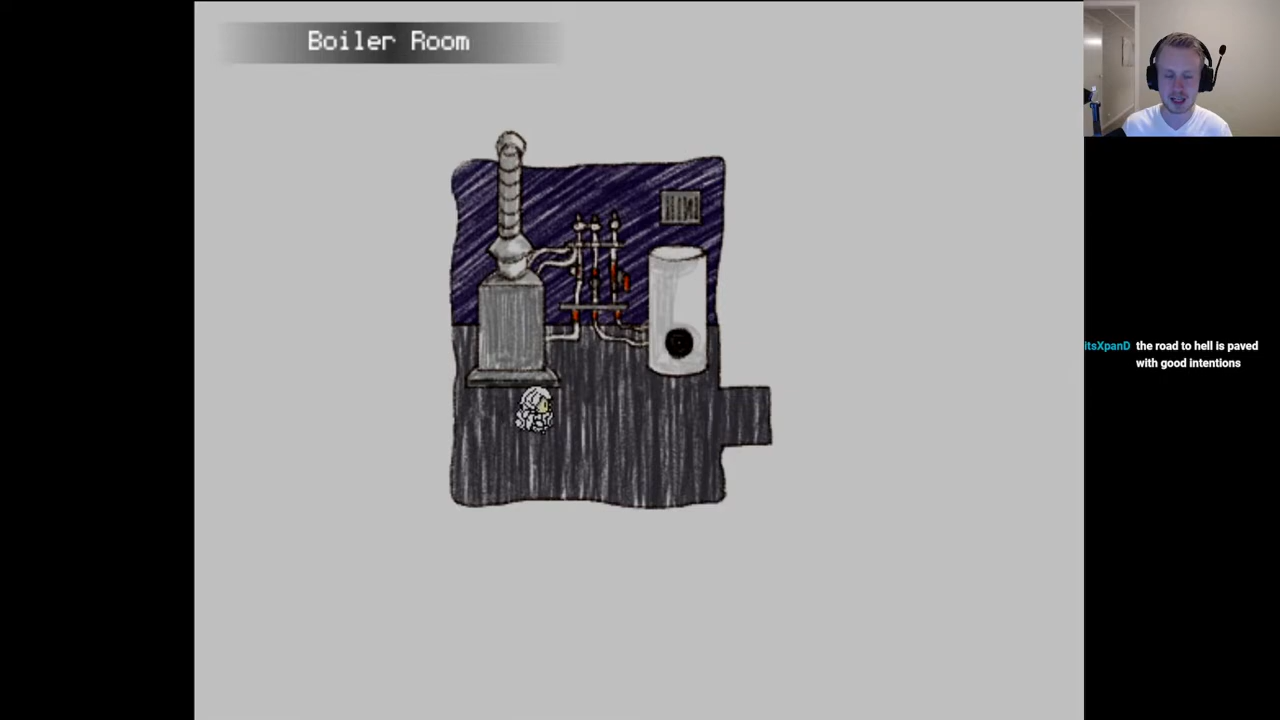 Boiler Room
itsXpanD the road to hell is paved
with good intentions